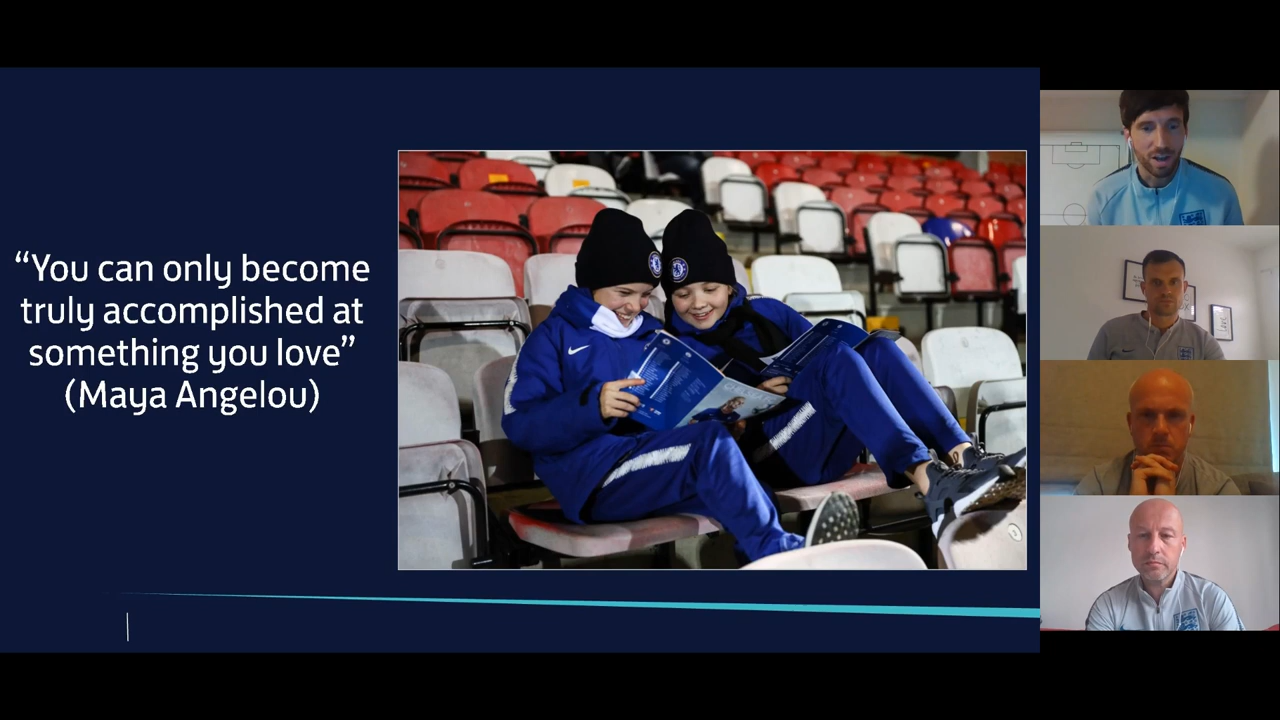 “You can only become
truly accomplished at
something you love”
(Maya Angelou)